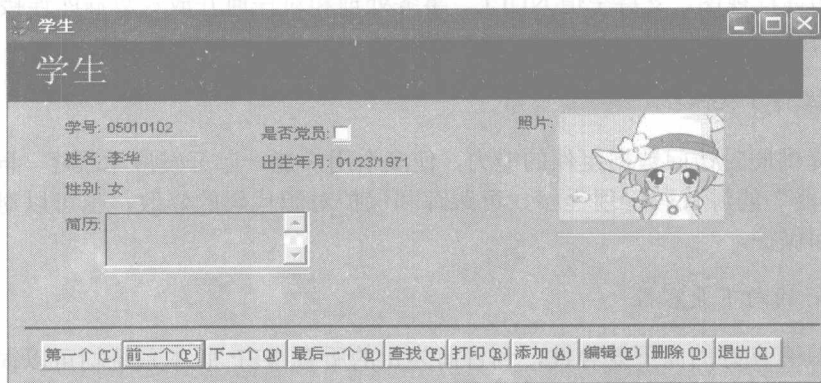 学生
学生
学号: 05010102
是否党员:
照片:
姓名: 李华
出生年月: 01/23/1971
性别: 女
简历:
第一个(T) 前一个(P) 下一个(N) 最后一个(B) 查找(F) 打印(R) 添加(A) 编辑(E) 删除(D) 退出(X)